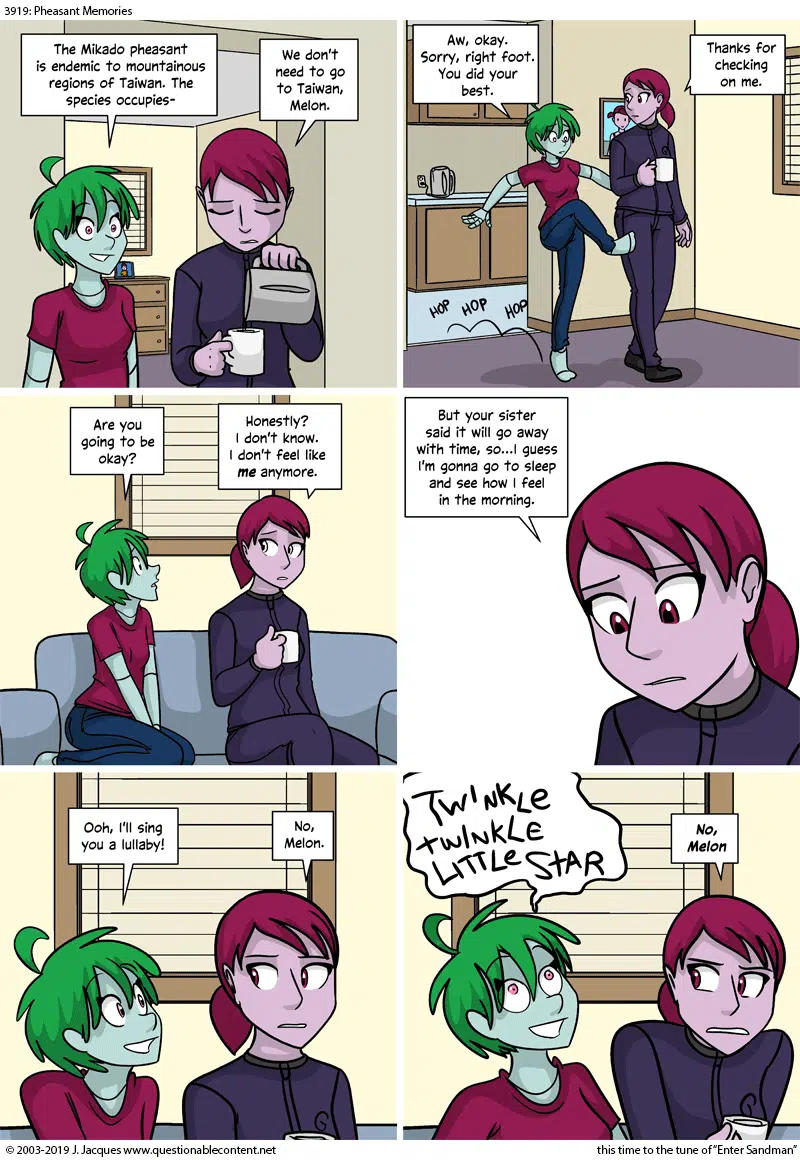 3919: Pheasant Memories
The Mikado pheasant
is endemic to mountainous
regions of Taiwan. The
species occupies-
We don't
need to go
to Taiwan,
Melon.
Aw, okay.
Sorry, right foot.
You did your
best.
Thanks for
checking
on me.
HOP HOP HOP
Are you
going to be
okay?
Honestly?
I don't know.
I don't feel like
me anymore.
But your sister
said it will go away
with time, so...I guess
I'm gonna go to sleep
and see how I feel
in the morning.
Ooh, I'll sing
you a lullaby!
No,
Melon.
TWINKLE
TWINKLE
LITTLE STAR
No,
Melon
© 2003-2019 J. Jacques www.questionablecontent.net
this time to the tune of "Enter Sandman"